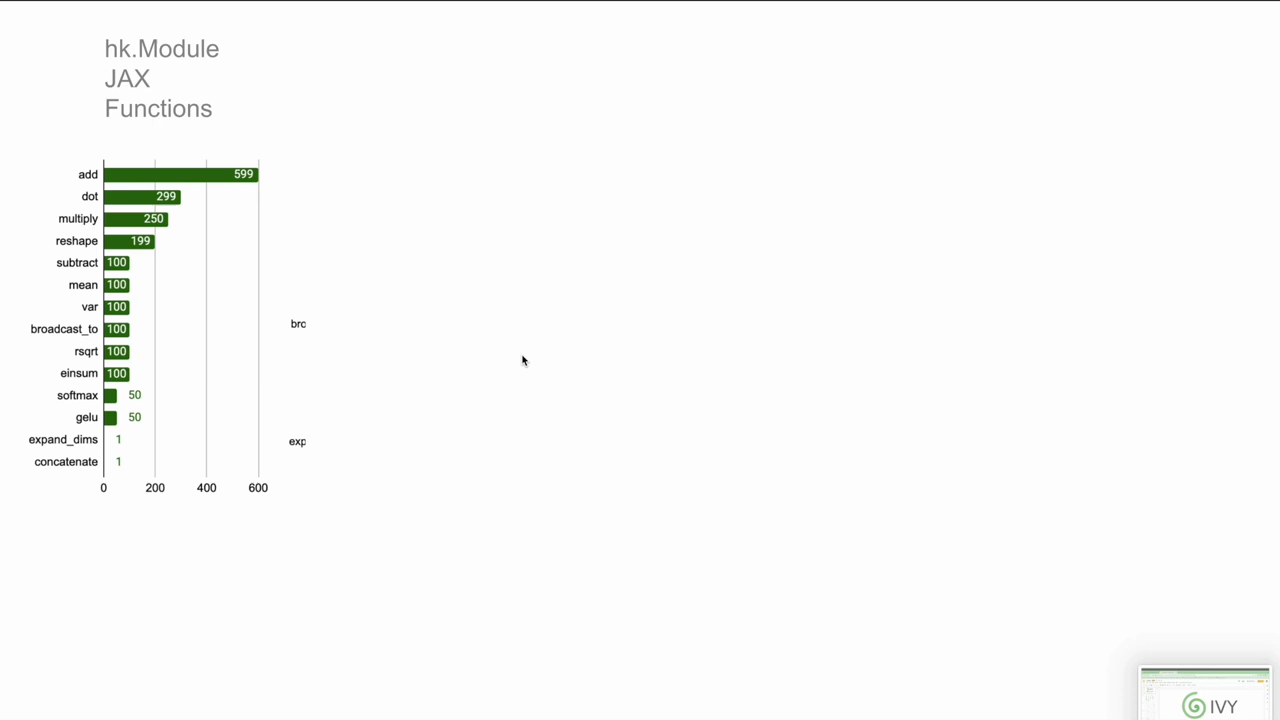 hk.Module
JAX
Functions
add 599
dot 299
multiply 250
reshape 199
subtract 100
mean 100
var 100
broadcast_to 100
rsqrt 100
einsum 100
softmax 50
gelu 50
expand_dims 1
concatenate 1
0 200 400 600
bro
exp
IVY